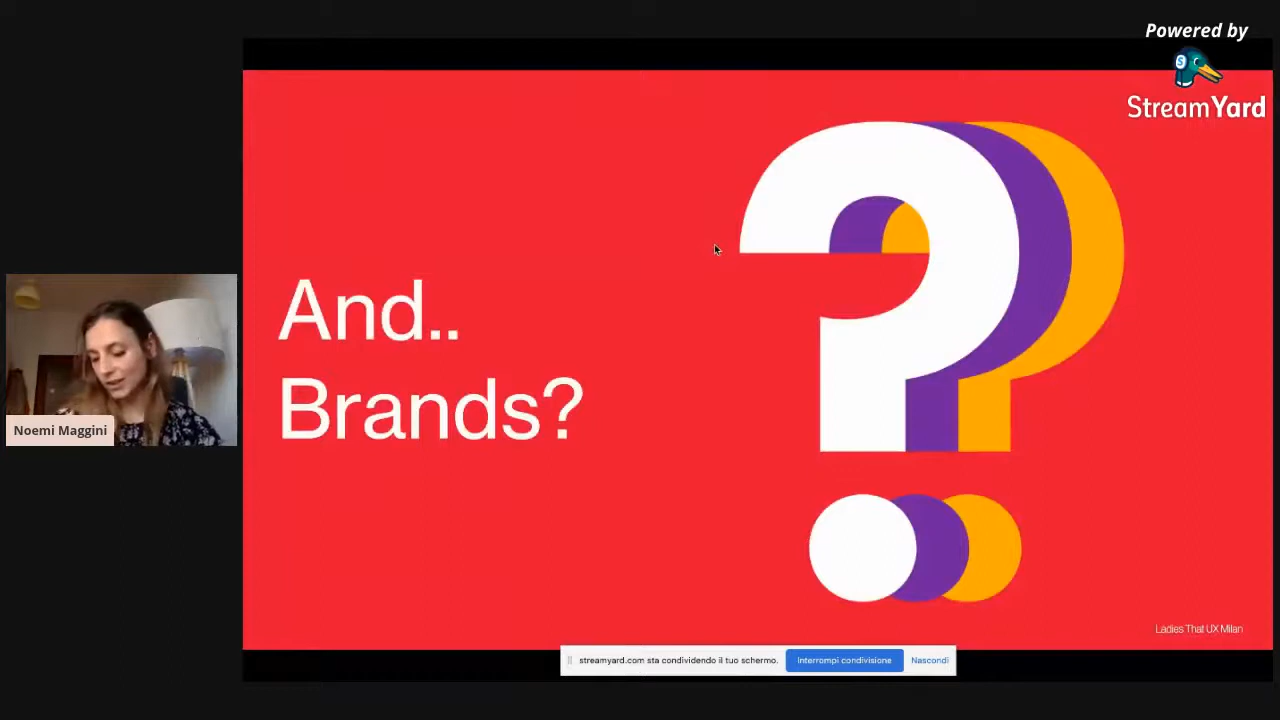 Powered by
StreamYard
And..
Brands?
Noemi Maggini
Ladies That UX Milan
streamyard.com sta condividendo il tuo schermo.
Interrompi condivisione
Nascondi